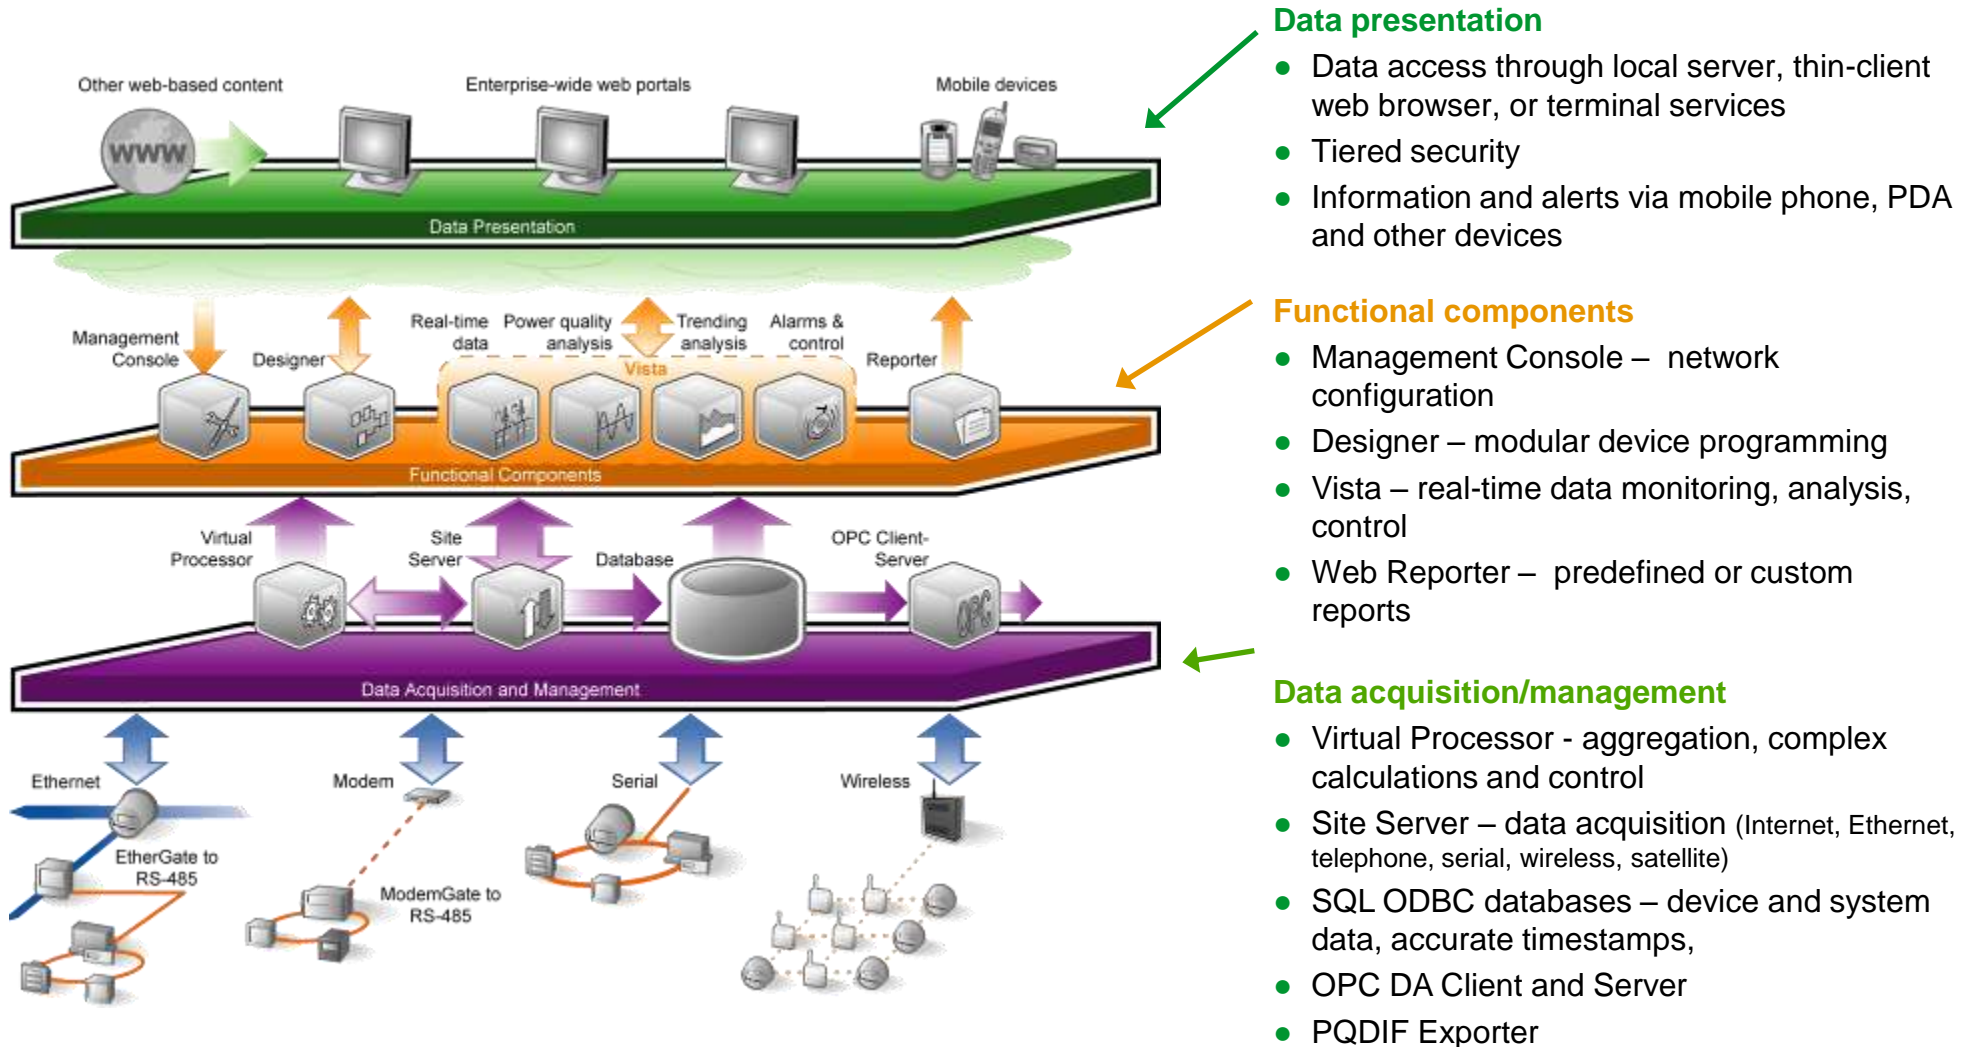 Other web-based content
Enterprise-wide web portals
Mobile devices
WWW
Data Presentation
Management
Console
Designer
Real-time
data
Power quality
analysis
Trending
analysis
Alarms &
control
Reporter
Vista
Functional Components
Virtual
Processor
Site
Server
Database
OPC Client-
Server
OPC
Data Acquisition and Management
Ethernet
Modem
Serial
Wireless
EtherGate to
RS-485
ModemGate to
RS-485
Data presentation
● Data access through local server, thin-client
web browser, or terminal services
● Tiered security
● Information and alerts via mobile phone, PDA
and other devices
Functional components
● Management Console – network
configuration
● Designer – modular device programming
● Vista – real-time data monitoring, analysis,
control
● Web Reporter – predefined or custom
reports
Data acquisition/management
● Virtual Processor - aggregation, complex
calculations and control
● Site Server – data acquisition (Internet, Ethernet,
telephone, serial, wireless, satellite)
● SQL ODBC databases – device and system
data, accurate timestamps,
● OPC DA Client and Server
● PQDIF Exporter